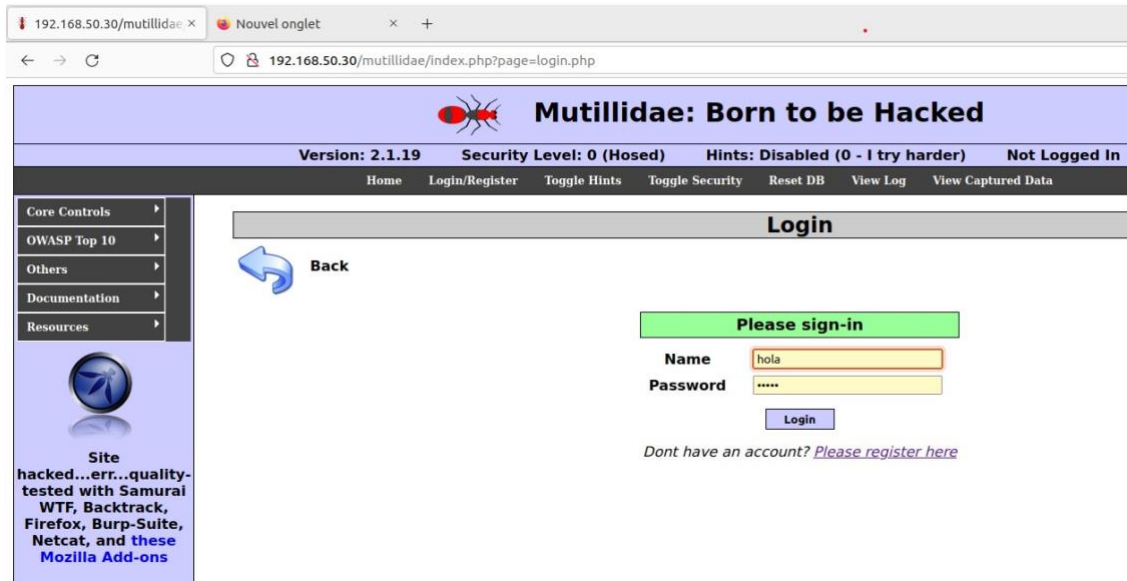 192.168.50.30/mutillidae
Nouvel onglet
192.168.50.30/mutillidae/index.php?page=login.php
Mutillidae: Born to be Hacked
Version: 2.1.19 Security Level: 0 (Hosed) Hints: Disabled (0 - I try harder) Not Logged In
Home Login/Register Toggle Hints Toggle Security Reset DB View Log View Captured Data
Core Controls
OWASP Top 10
Others
Documentation
Resources
Site
hacked...err...quality-
tested with Samurai
WTF, Backtrack,
Firefox, Burp-Suite,
Netcat, and these
Mozilla Add-ons
Login
Back
Please sign-in
Name hola
Password •••••
Login
Dont have an account? Please register here